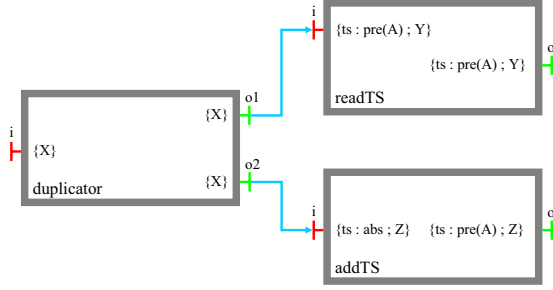 i
{ts : pre(A) ; Y}
{ts : pre(A) ; Y}
o
readTS
i
{X}
{X}
o1
{X}
o2
duplicator
i
{ts : abs ; Z} {ts : pre(A) ; Z}
o
addTS